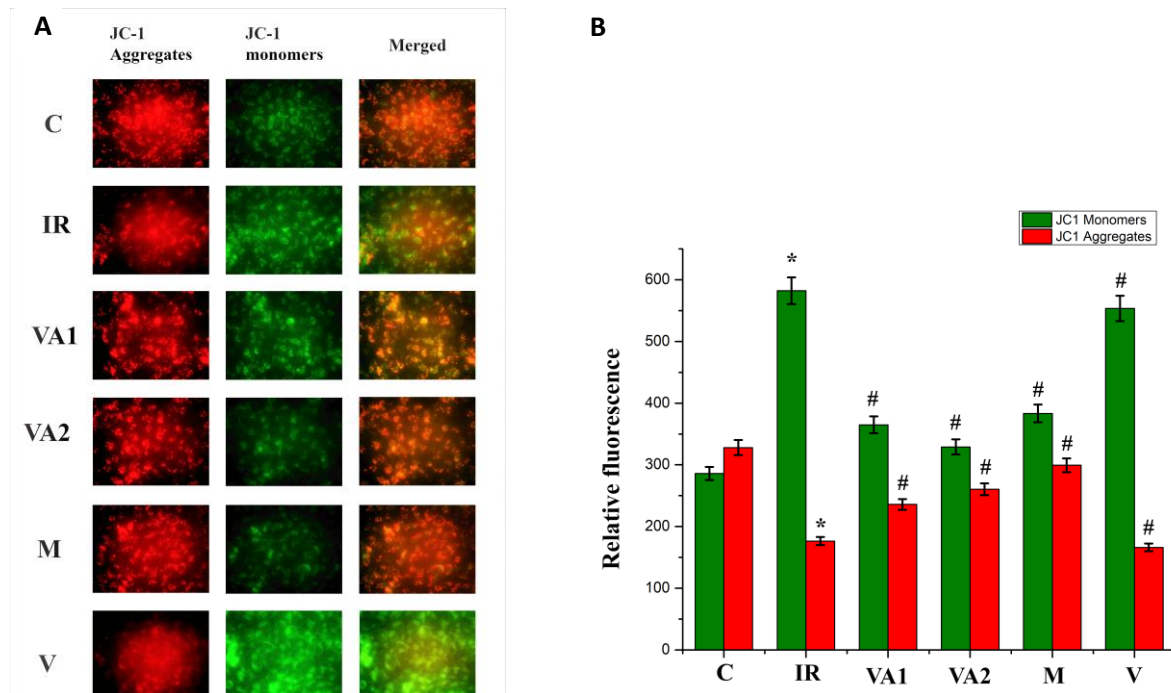 A
JC-1
Aggregates
JC-1
monomers
Merged
C
IR
VA1
VA2
M
V
B
JC1 Monomers
JC1 Aggregates
Relative fluorescence
600
500
400
300
200
100
0
*
*
#
#
#
#
#
#
#
#
C IR VA1 VA2 M V